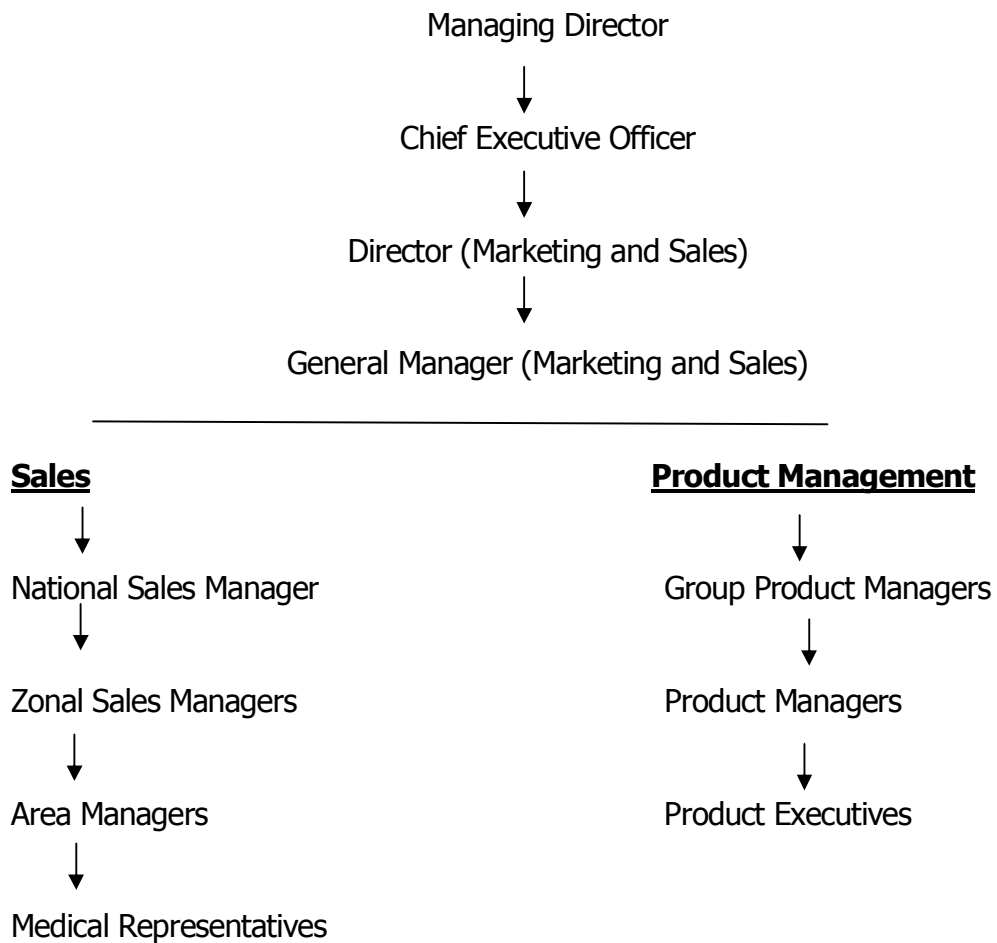 Managing Director
Chief Executive Officer
Director (Marketing and Sales)
General Manager (Marketing and Sales)
Sales
Product Management
National Sales Manager
Group Product Managers
Zonal Sales Managers
Product Managers
Area Managers
Product Executives
Medical Representatives